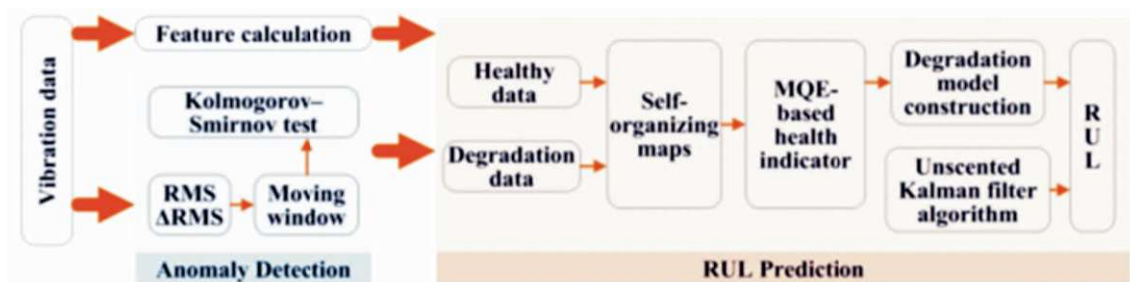 Vibration data
Feature calculation
Kolmogorov–
Smirnov test
RMS
ΔRMS
Moving
window
Anomaly Detection
Healthy
data
Degradation
data
Self-
organizing
maps
MQE-
based
health
indicator
Degradation
model
construction
Unscented
Kalman filter
algorithm
R
U
L
RUL Prediction